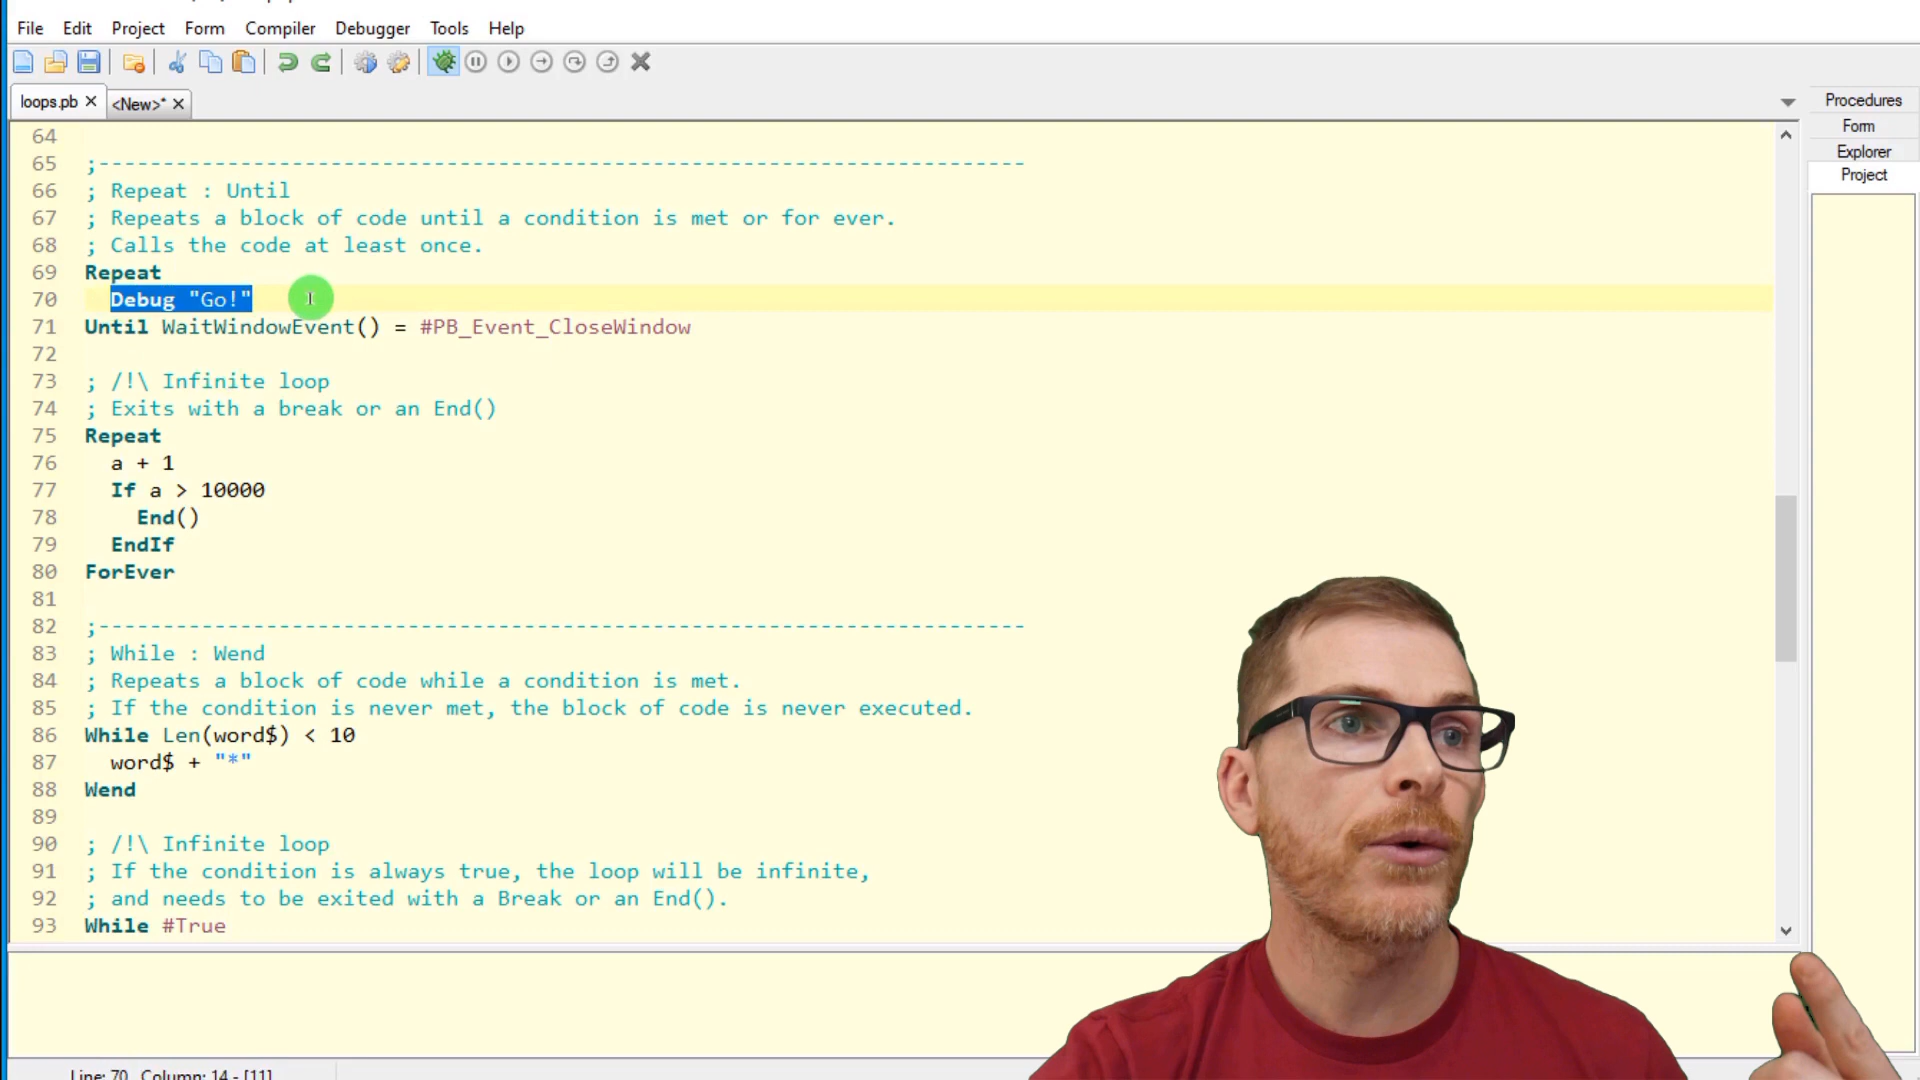 File Edit Project Form Compiler Debugger Tools Help
loops.pb <New>*
Procedures
Form
Explorer
Project
64
65 ;------------------------------------------------------------------------
66 ; Repeat : Until
67 ; Repeats a block of code until a condition is met or for ever.
68 ; Calls the code at least once.
69 Repeat
70 Debug "Go!"
71 Until WaitWindowEvent() = #PB_Event_CloseWindow
72
73 ; /!\ Infinite loop
74 ; Exits with a break or an End()
75 Repeat
76 a + 1
77 If a > 10000
78 End()
79 EndIf
80 ForEver
81
82 ;------------------------------------------------------------------------
83 ; While : Wend
84 ; Repeats a block of code while a condition is met.
85 ; If the condition is never met, the block of code is never executed.
86 While Len(word$) < 10
87 word$ + "*"
88 Wend
89
90 ; /!\ Infinite loop
91 ; If the condition is always true, the loop will be infinite,
92 ; and needs to be exited with a Break or an End().
93 While #True
Line: 70 Column: 14 - [11]